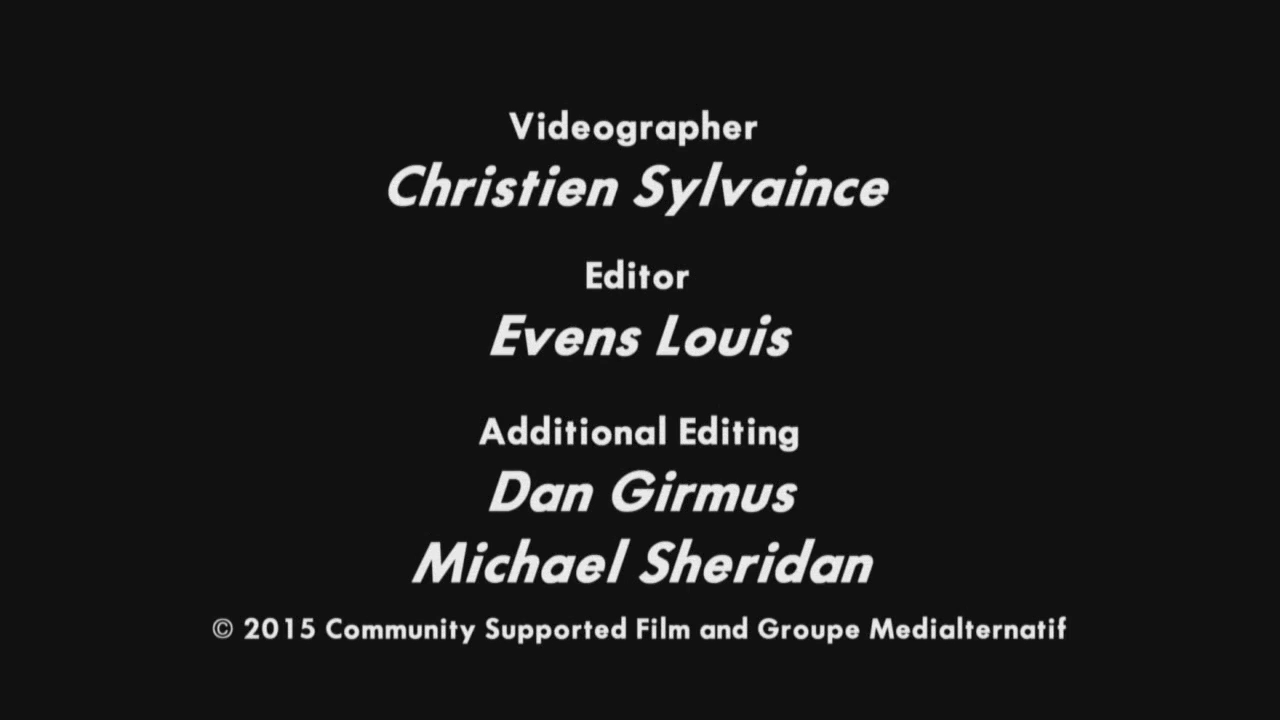 Videographer
Christien Sylvaince
Editor
Evens Louis
Additional Editing
Dan Girmus
Michael Sheridan
© 2015 Community Supported Film and Groupe Medialternatif